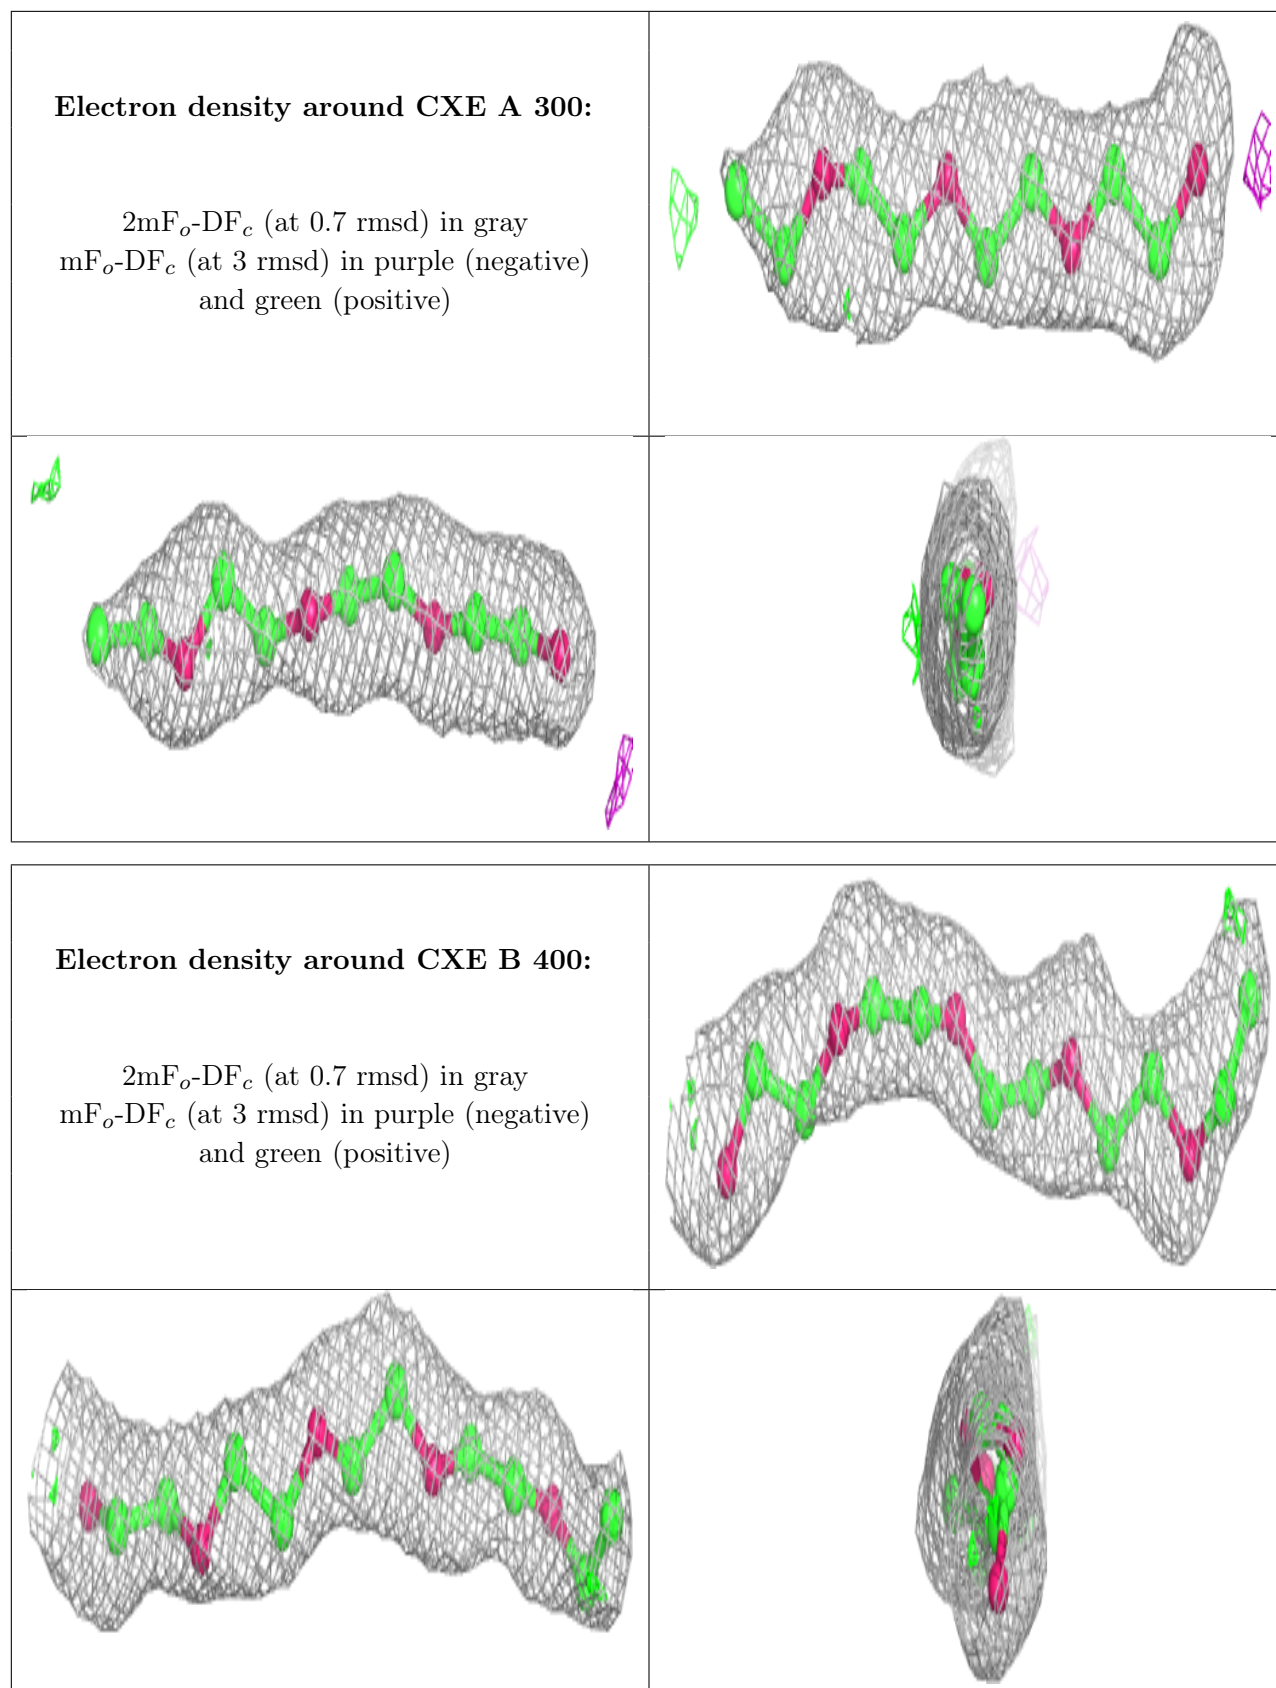 Electron density around CXE A 300:
2mFo-DFc (at 0.7 rmsd) in gray
mFo-DFc (at 3 rmsd) in purple (negative)
and green (positive)
Electron density around CXE B 400:
2mFo-DFc (at 0.7 rmsd) in gray
mFo-DFc (at 3 rmsd) in purple (negative)
and green (positive)